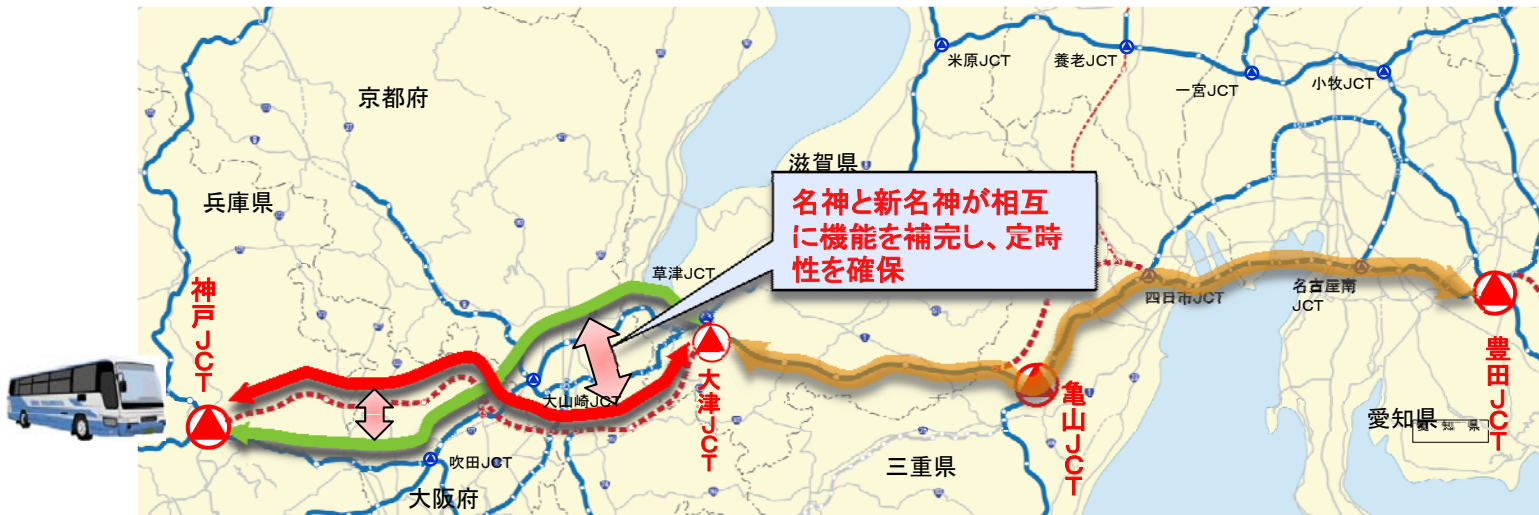 米原JCT
養老JCT
一宮JCT
小牧JCT
京都府
滋賀県
兵庫県
名神と新名神が相互
に機能を補完し、定時
性を確保
草津JCT
四日市JCT
名古屋南
JCT
神戸JCT
大山崎JCT
大津JCT
亀山JCT
豊田JCT
愛知県
知県
吹田JCT
三重県
大阪府